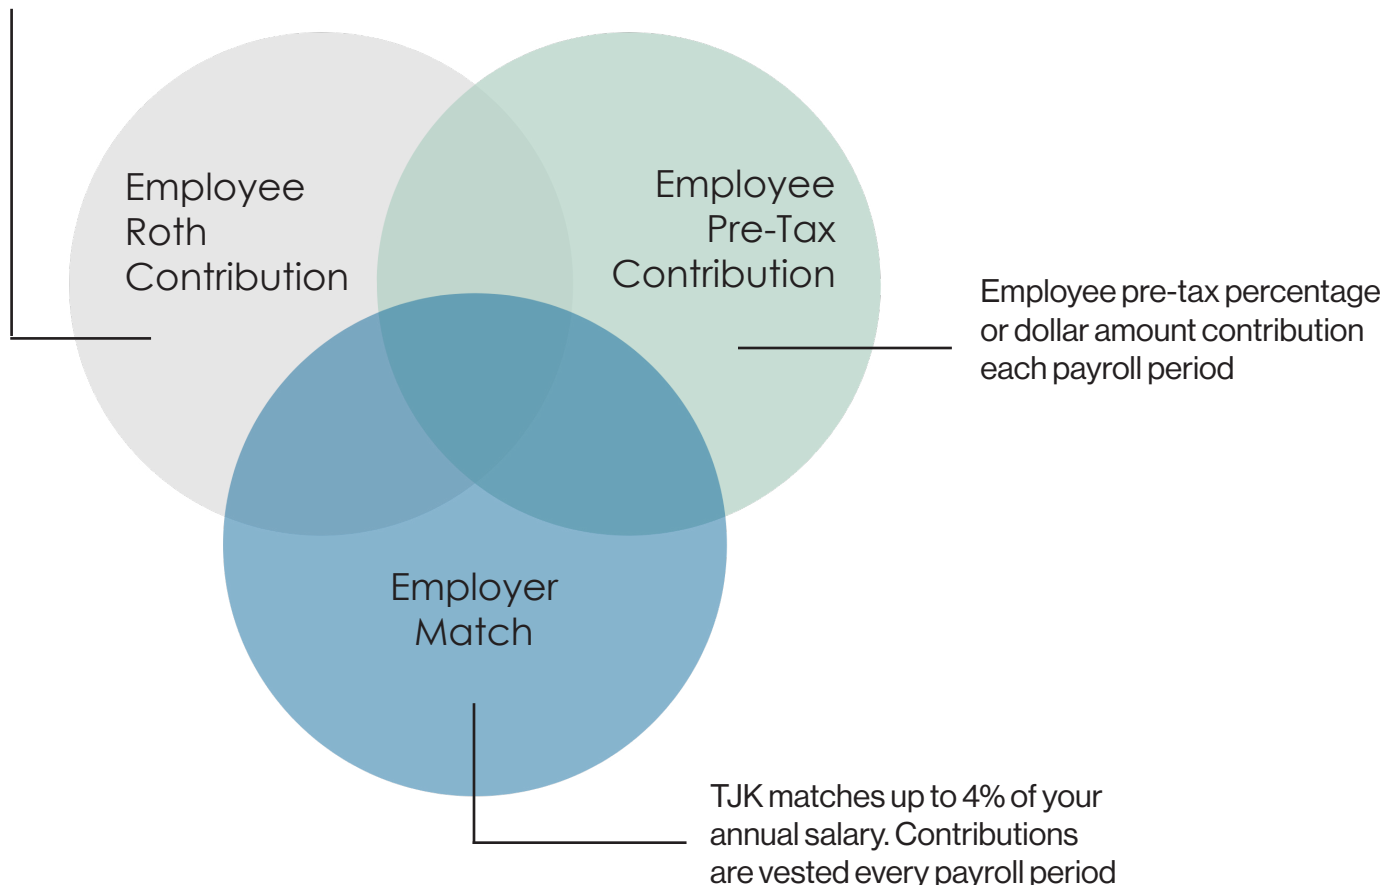 Employee
Roth
Contribution
Employee
Pre-Tax
Contribution
Employee pre-tax percentage
or dollar amount contribution
each payroll period
Employer
Match
TJK matches up to 4% of your
annual salary. Contributions
are vested every payroll period